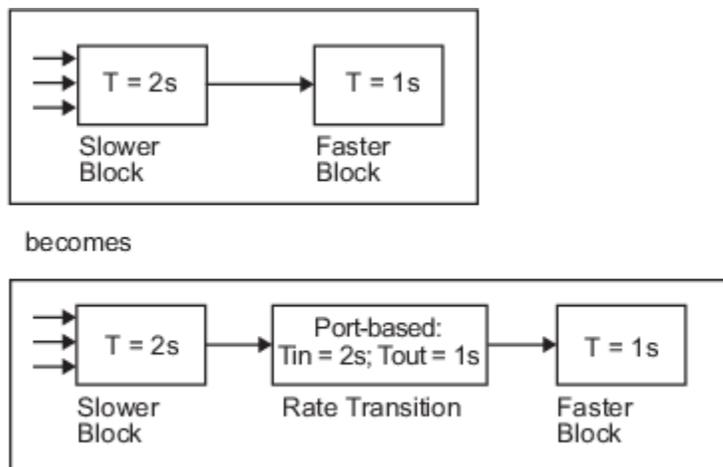 T = 2s
T = 1s
Slower
Block
Faster
Block
becomes
T = 2s
Port-based:
Tin = 2s; Tout = 1s
T = 1s
Slower
Block
Rate Transition
Faster
Block